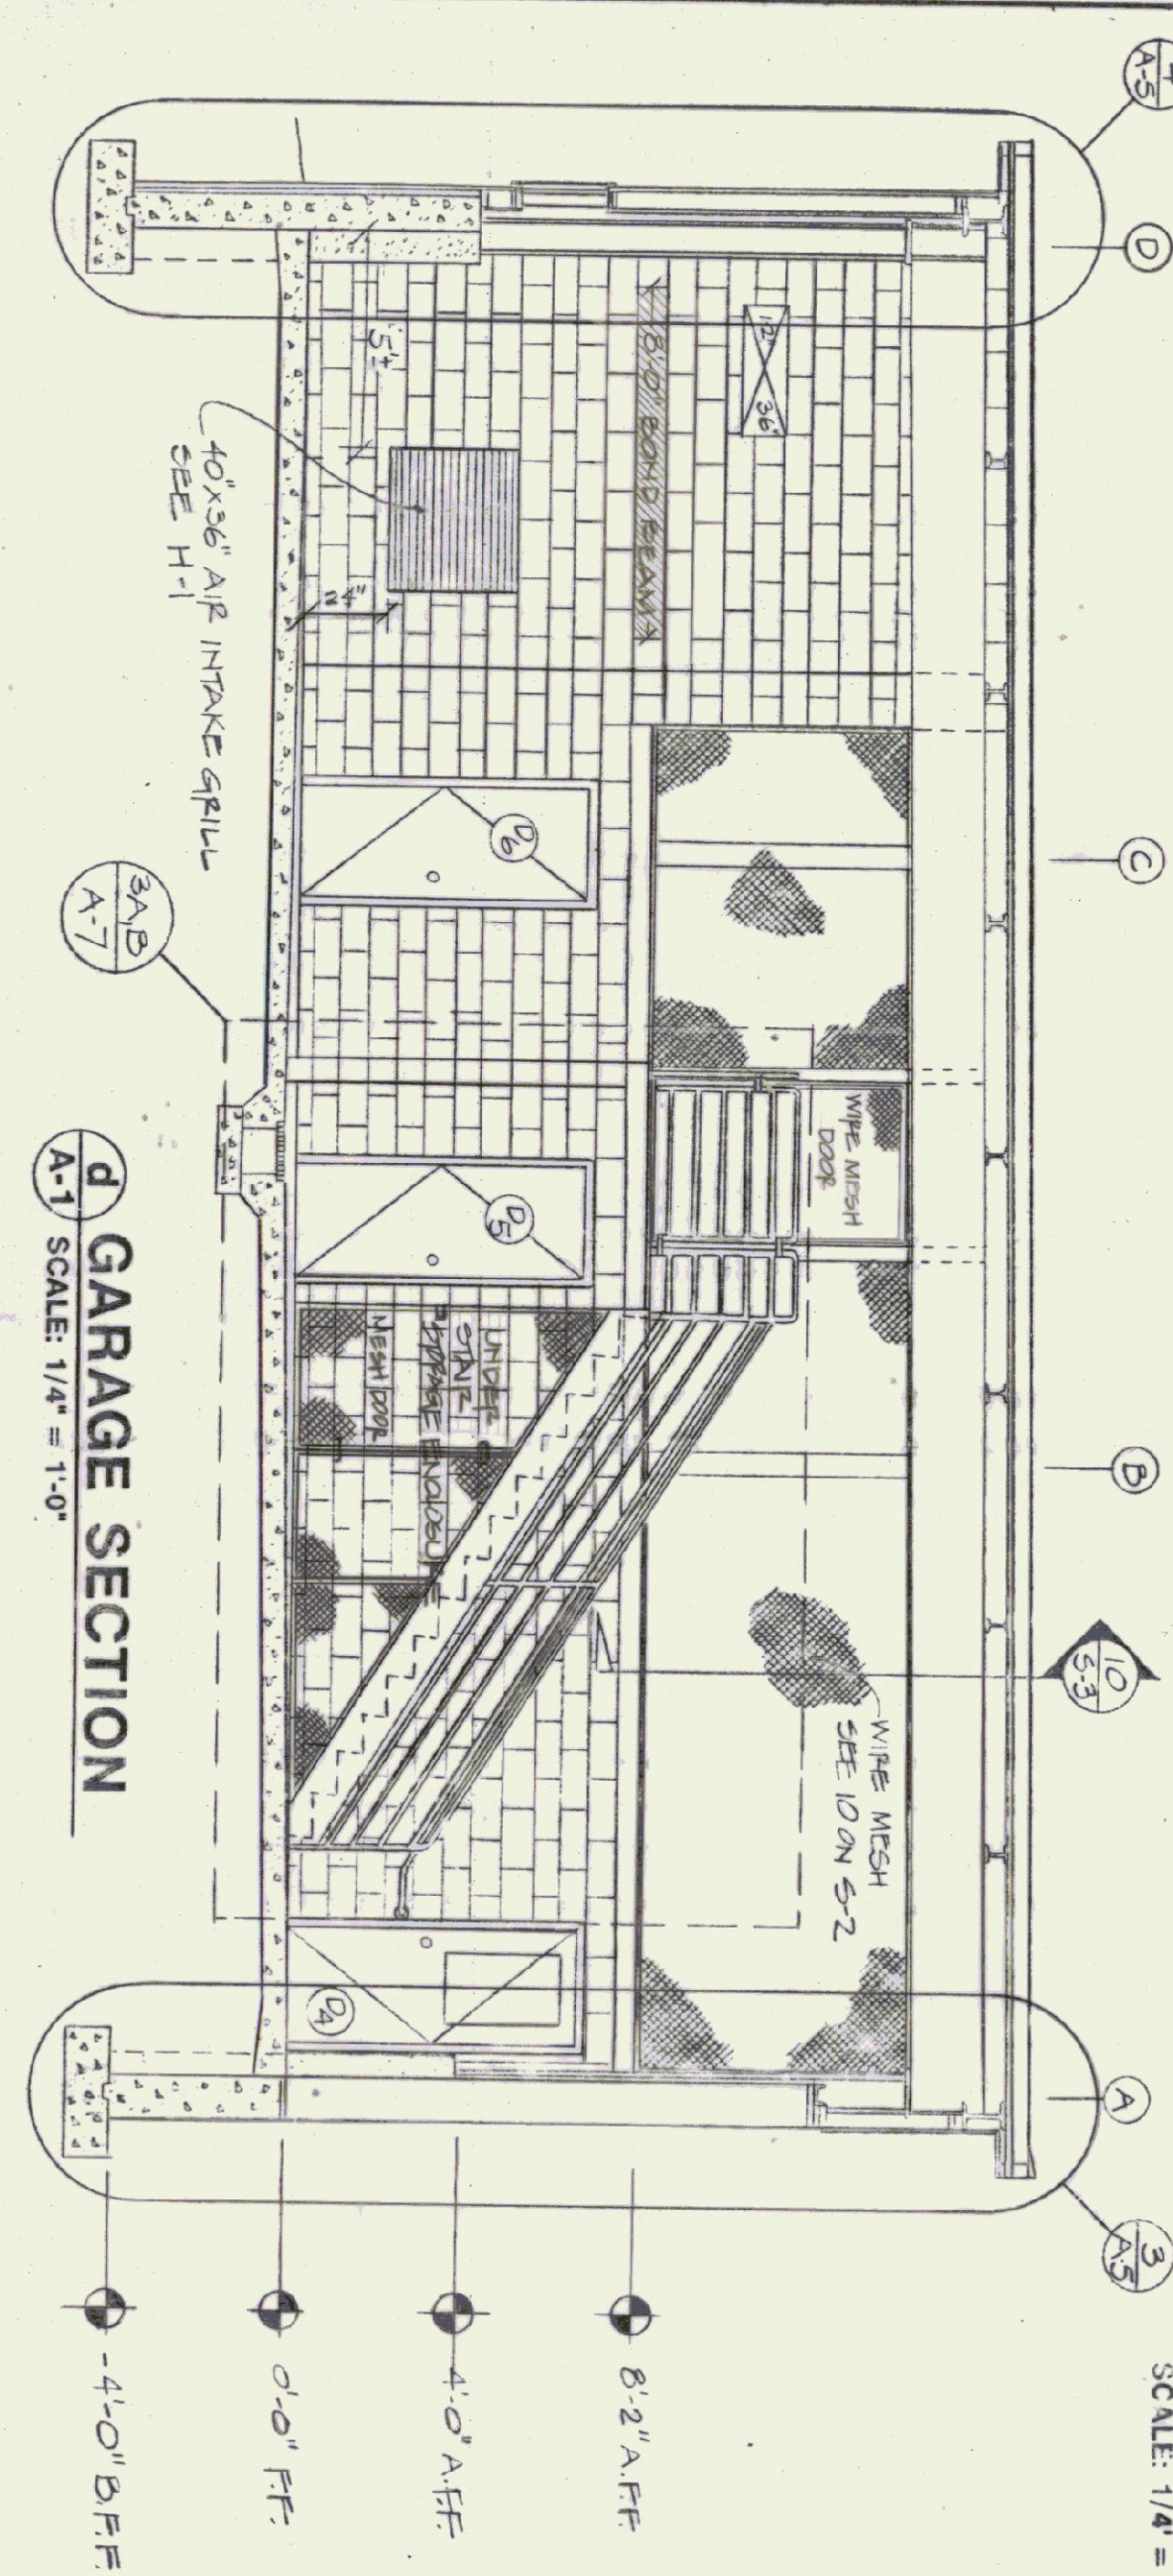 A-5
D
C
B
10
S-3
A
3
A.5
SCALE: 1/4' =
12"
36"
8'-0" BOND BEAM
WIRE MESH
DOOR
WIRE MESH
SEE 10 ON S-2
8'-2" A.F.F.
5'±
24"
D6
D5
UNDER
STAIR
STORAGE ENCLOSURE
MESH DOOR
D4
4'-0" A.F.F.
0'-0" F.F.
40"x36" AIR INTAKE GRILL
SEE H-1
3A,B
A-7
-4'-0" B.F.F.
d
A-1
GARAGE SECTION
SCALE: 1/4" = 1'-0"